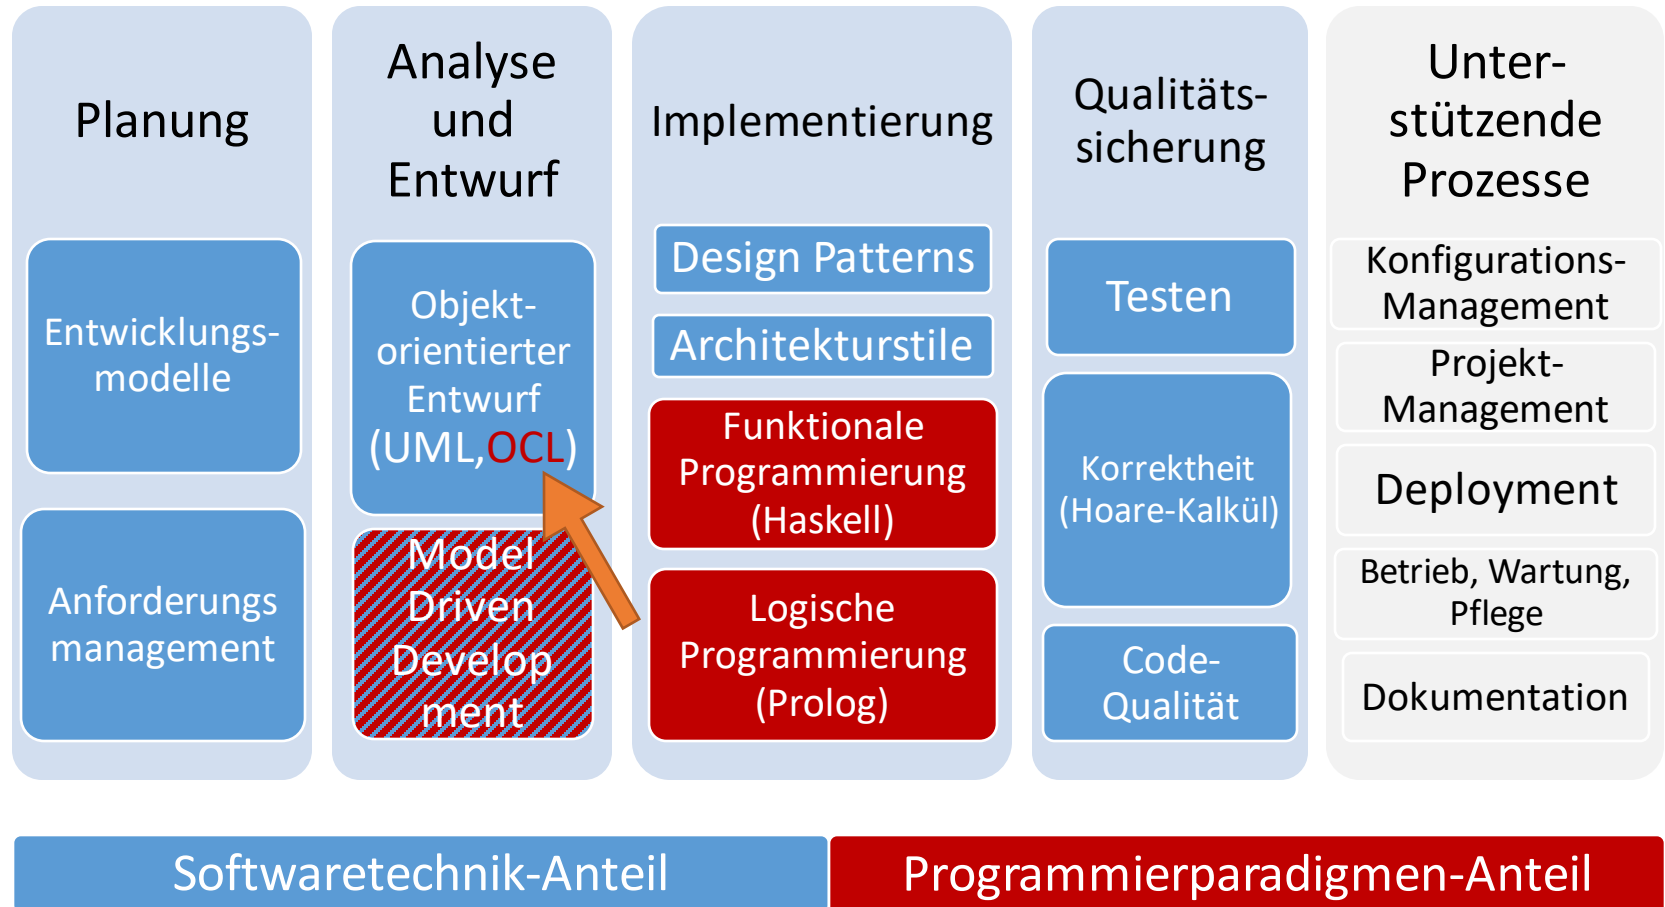 Planung
Entwicklungs-
modelle
Anforderungs
management
Analyse
und
Entwurf
Objekt-
orientierter
Entwurf
(UML,OCL)
Model
Driven
Develop
ment
Implementierung
Design Patterns
Architekturstile
Funktionale
Programmierung
(Haskell)
Logische
Programmierung
(Prolog)
Qualitäts-
sicherung
Testen
Korrektheit
(Hoare-Kalkül)
Code-
Qualität
Unter-
stützende
Prozesse
Konfigurations-
Management
Projekt-
Management
Deployment
Betrieb, Wartung,
Pflege
Dokumentation
Softwaretechnik-Anteil
Programmierparadigmen-Anteil